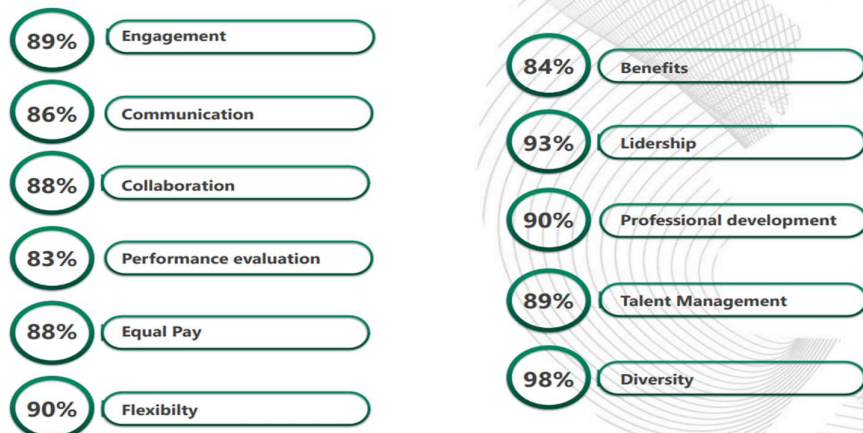 89% Engagement
86% Communication
88% Collaboration
83% Performance evaluation
88% Equal Pay
90% Flexibilty
84% Benefits
93% Lidership
90% Professional development
89% Talent Management
98% Diversity